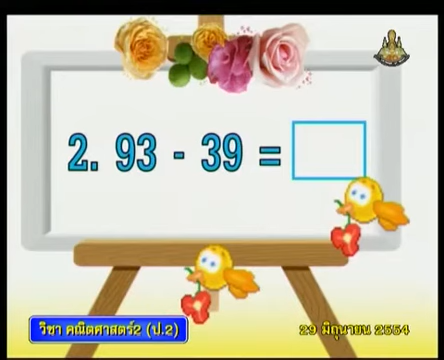 2. 93 - 39 =
วิชา คณิตศาสตร์2 (ป.2)
29 มิถุนายน 2554